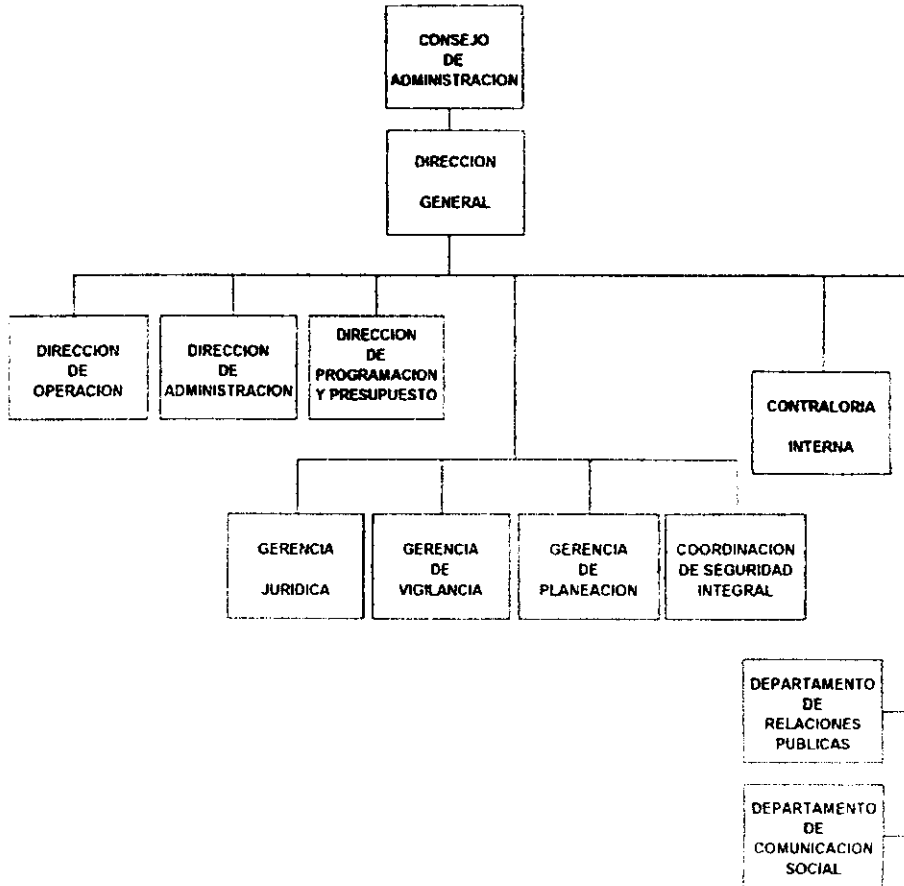 CONSEJO
DE
ADMINISTRACION
DIRECCION
GENERAL
DIRECCION
DE
OPERACION
DIRECCION
DE
ADMINISTRACION
DIRECCION
DE
PROGRAMACION
Y PRESUPUESTO
CONTRALORIA
INTERNA
GERENCIA
JURIDICA
GERENCIA
DE
VIGILANCIA
GERENCIA
DE
PLANEACION
COORDINACION
DE SEGURIDAD
INTEGRAL
DEPARTAMENTO
DE
RELACIONES
PUBLICAS
DEPARTAMENTO
DE
COMUNICACION
SOCIAL